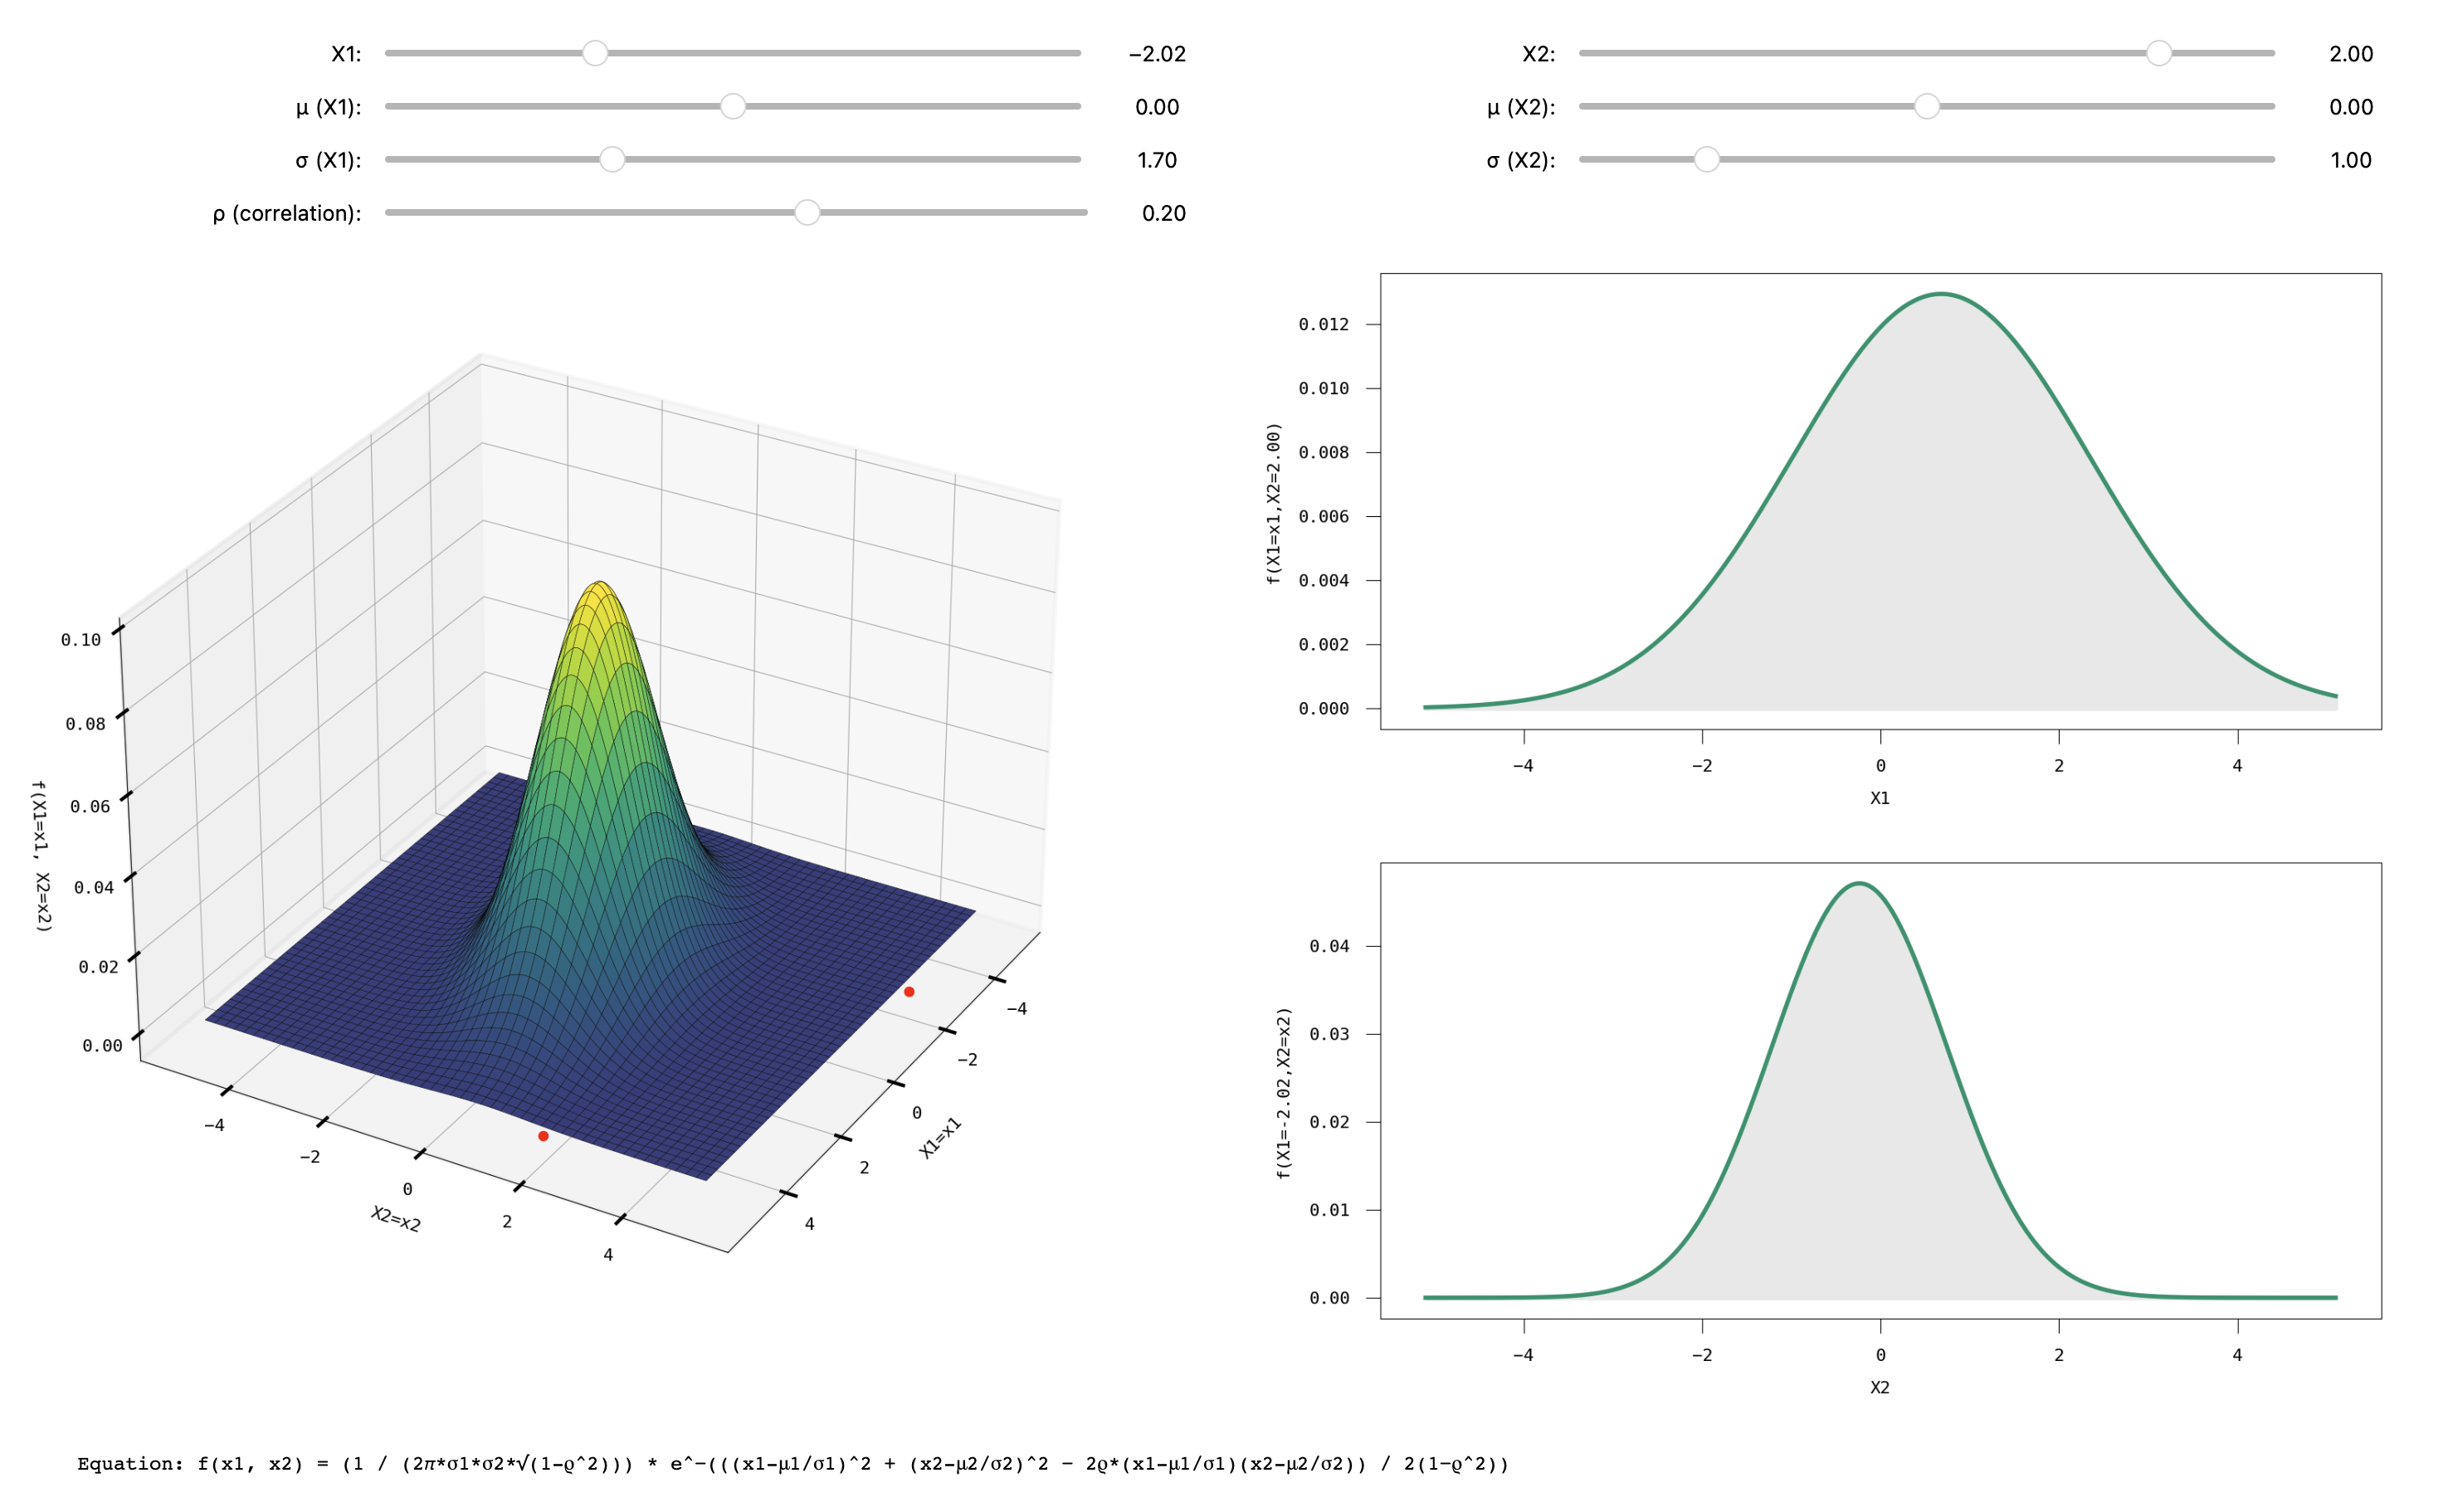 X1: −2.02
μ (X1): 0.00
σ (X1): 1.70
ρ (correlation): 0.20
X2: 2.00
μ (X2): 0.00
σ (X2): 1.00
0.10
0.08
0.06
0.04
0.02
0.00
f(X1=x1, X2=x2)
−4
−2
0
2
4
X2=x2
−4
−2
0
2
4
X1=x1
0.012
0.010
0.008
0.006
0.004
0.002
0.000
f(X1=x1,X2=2.00)
−4 −2 0 2 4
X1
0.04
0.03
0.02
0.01
0.00
f(X1=-2.02,X2=x2)
−4 −2 0 2 4
X2
Equation: f(x1, x2) = (1 / (2π*σ1*σ2*√(1-ϱ^2))) * e^−(((x1-μ1/σ1)^2 + (x2-μ2/σ2)^2 − 2ϱ*(x1-μ1/σ1)(x2-μ2/σ2)) / 2(1−ϱ^2))